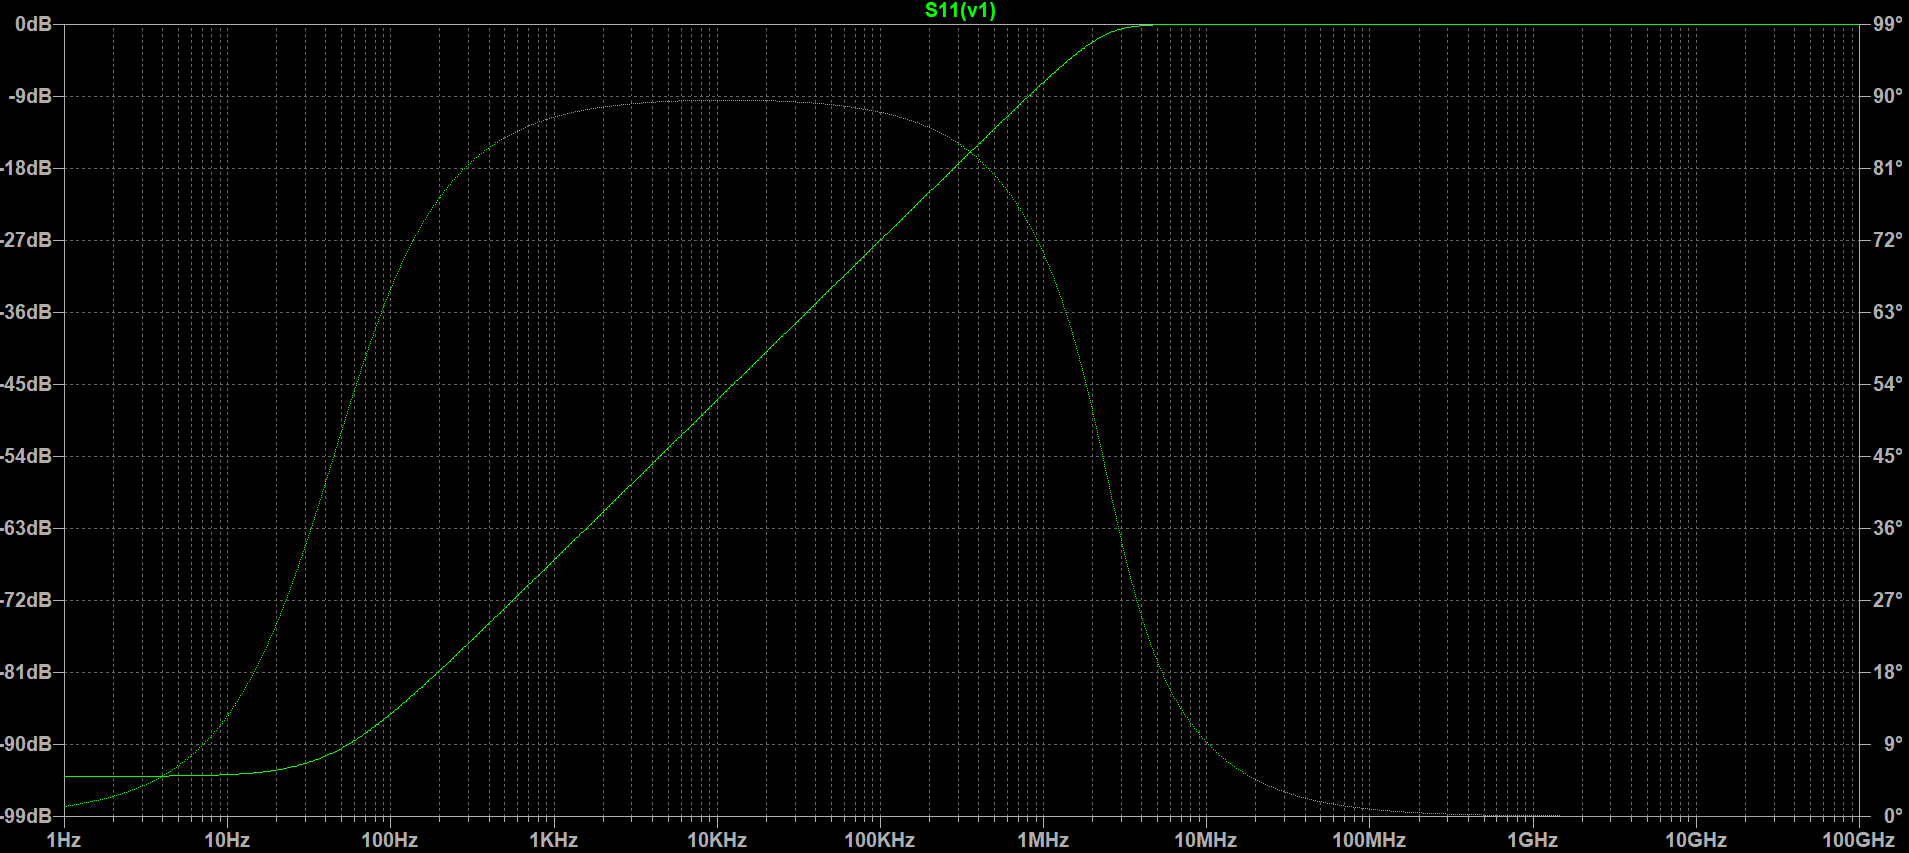 S11(v1)
0dB 99°
-9dB 90°
-18dB 81°
-27dB 72°
-36dB 63°
-45dB 54°
-54dB 45°
-63dB 36°
-72dB 27°
-81dB 18°
-90dB 9°
-99dB 0°
1Hz 10Hz 100Hz 1KHz 10KHz 100KHz 1MHz 10MHz 100MHz 1GHz 10GHz 100GHz